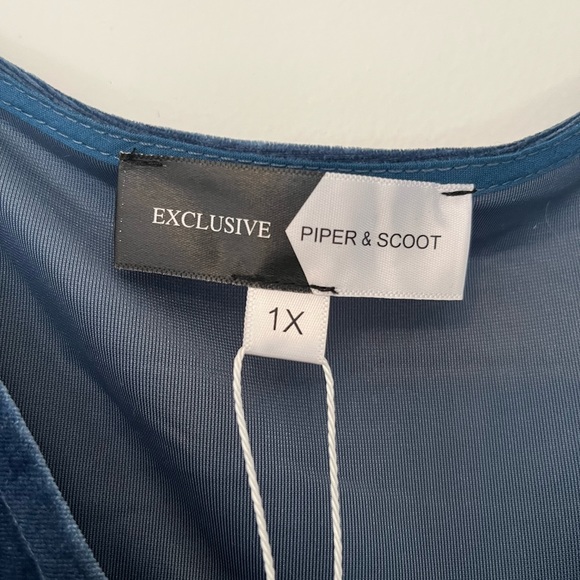 EXCLUSIVE PIPER & SCOOT
1X